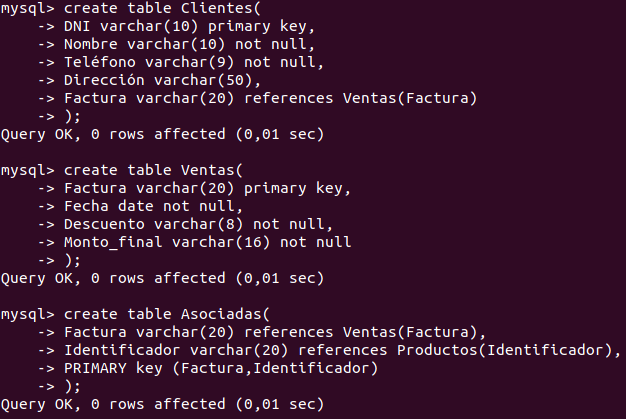 mysql> create table Clientes(
    -> DNI varchar(10) primary key,
    -> Nombre varchar(10) not null,
    -> Teléfono varchar(9) not null,
    -> Dirección varchar(50),
    -> Factura varchar(20) references Ventas(Factura)
    -> );
Query OK, 0 rows affected (0,01 sec)

mysql> create table Ventas(
    -> Factura varchar(20) primary key,
    -> Fecha date not null,
    -> Descuento varchar(8) not null,
    -> Monto_final varchar(16) not null
    -> );
Query OK, 0 rows affected (0,01 sec)

mysql> create table Asociadas(
    -> Factura varchar(20) references Ventas(Factura),
    -> Identificador varchar(20) references Productos(Identificador),
    -> PRIMARY key (Factura,Identificador)
    -> );
Query OK, 0 rows affected (0,01 sec)